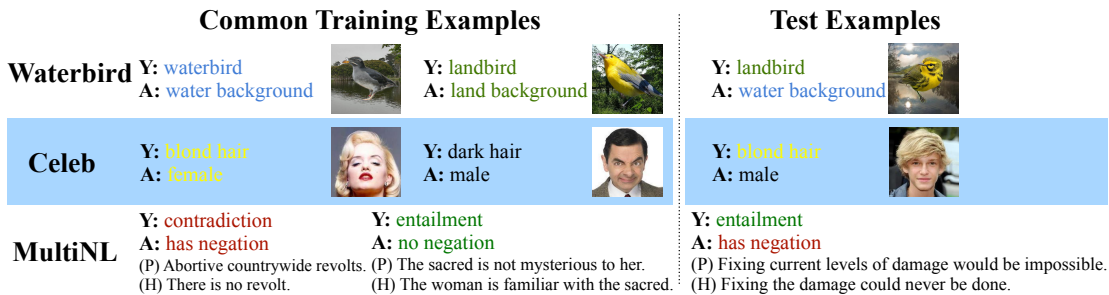 Common Training Examples
Test Examples
Waterbird
Y: waterbird
A: water background
Y: landbird
A: land background
Y: landbird
A: water background
Celeb
Y: blond hair
A: female
Y: dark hair
A: male
Y: blond hair
A: male
MultiNL
Y: contradiction
A: has negation
(P) Abortive countrywide revolts.
(H) There is no revolt.
Y: entailment
A: no negation
(P) The sacred is not mysterious to her.
(H) The woman is familiar with the sacred.
Y: entailment
A: has negation
(P) Fixing current levels of damage would be impossible.
(H) Fixing the damage could never be done.